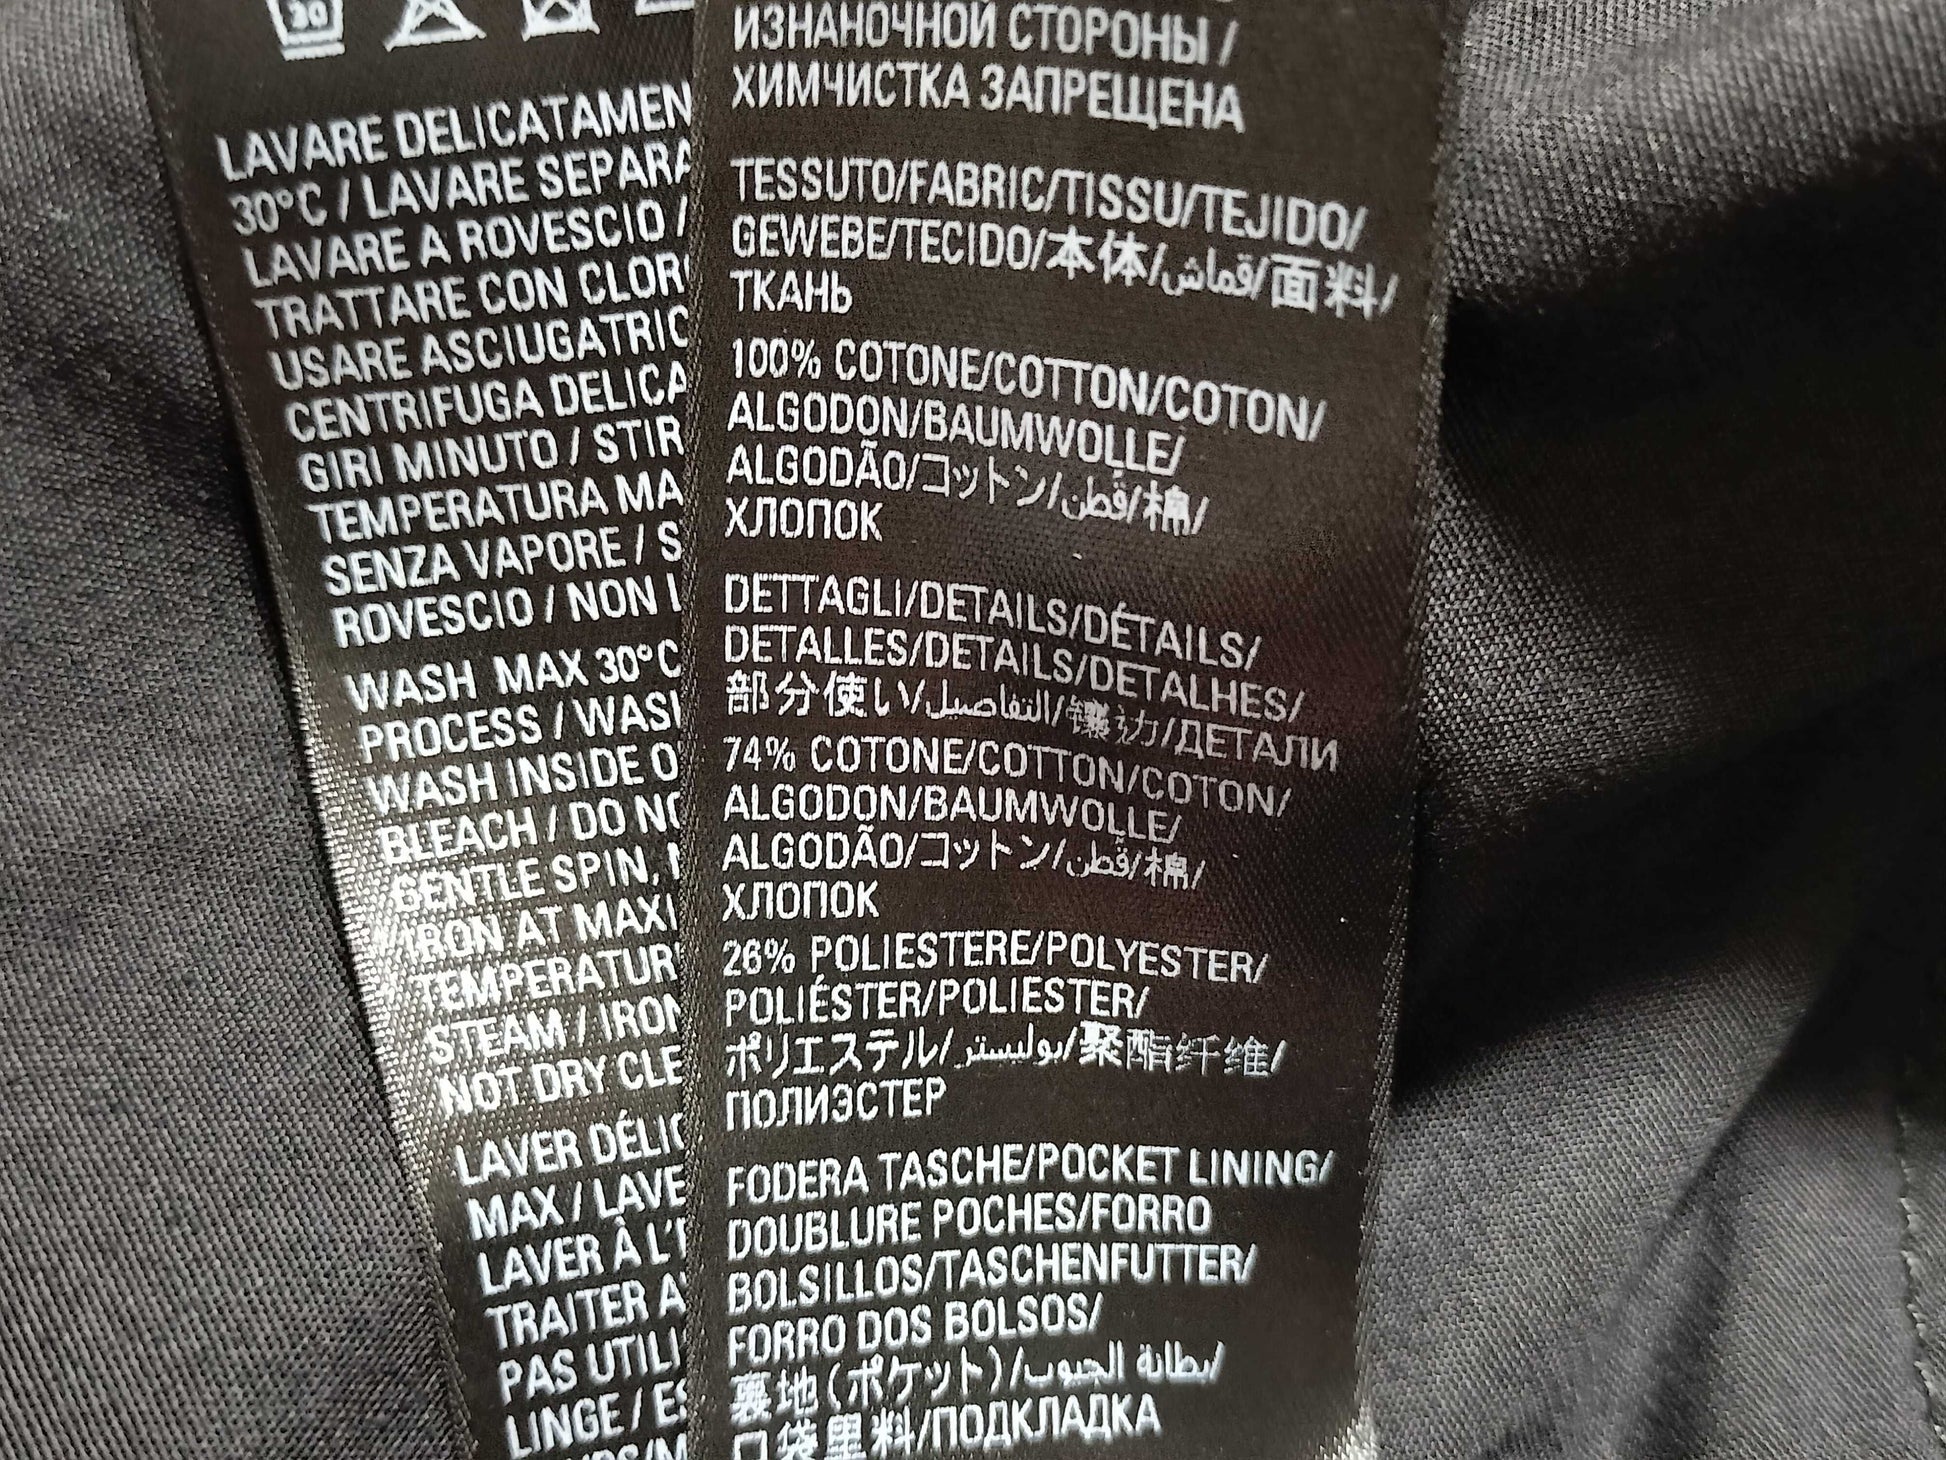 30
LAVARE DELICATAMEN
30°C / LAVARE SEPARA
LAVARE A ROVESCIO /
TRATTARE CON CLOR
USARE ASCIUGATRIC
CENTRIFUGA DELICA
GIRI MINUTO / STIR
TEMPERATURA MA
SENZA VAPORE / S
ROVESCIO / NON L
WASH MAX 30°C
PROCESS / WASH
WASH INSIDE O
BLEACH / DO NO
GENTLE SPIN,
IRON AT MAXI
TEMPERATUR
STEAM / IRON
NOT DRY CLE
LAVER DÉLIC
MAX / LAVE
LAVER À L'
TRAITER A
PAS UTILI
LINGE / ES
ИЗНАНОЧНОЙ СТОРОНЫ /
ХИМЧИСТКА ЗАПРЕЩЕНА
TESSUTO/FABRIC/TISSU/TEJIDO/
GEWEBE/TECIDO/本体/قماش/面料/
ТКАНЬ
100% COTONE/COTTON/COTON/
ALGODON/BAUMWOLLE/
ALGODÃO/コットン/قطن/棉/
ХЛОПОК
DETTAGLI/DETAILS/DÉTAILS/
DETALLES/DETAILS/DETALHES/
部分使い/التفاصيل/镶边/ДЕТАЛИ
74% COTONE/COTTON/COTON/
ALGODON/BAUMWOLLE/
ALGODÃO/コットン/قطن/棉/
ХЛОПОК
26% POLIESTERE/POLYESTER/
POLIÉSTER/POLIESTER/
ポリエステル/بوليستر/聚酯纤维/
ПОЛИЭСТЕР
FODERA TASCHE/POCKET LINING/
DOUBLURE POCHES/FORRO
BOLSILLOS/TASCHENFUTTER/
FORRO DOS BOLSOS/
裏地(ポケット)/بطانة الجيوب/
口袋里料/ПОДКЛАДКА